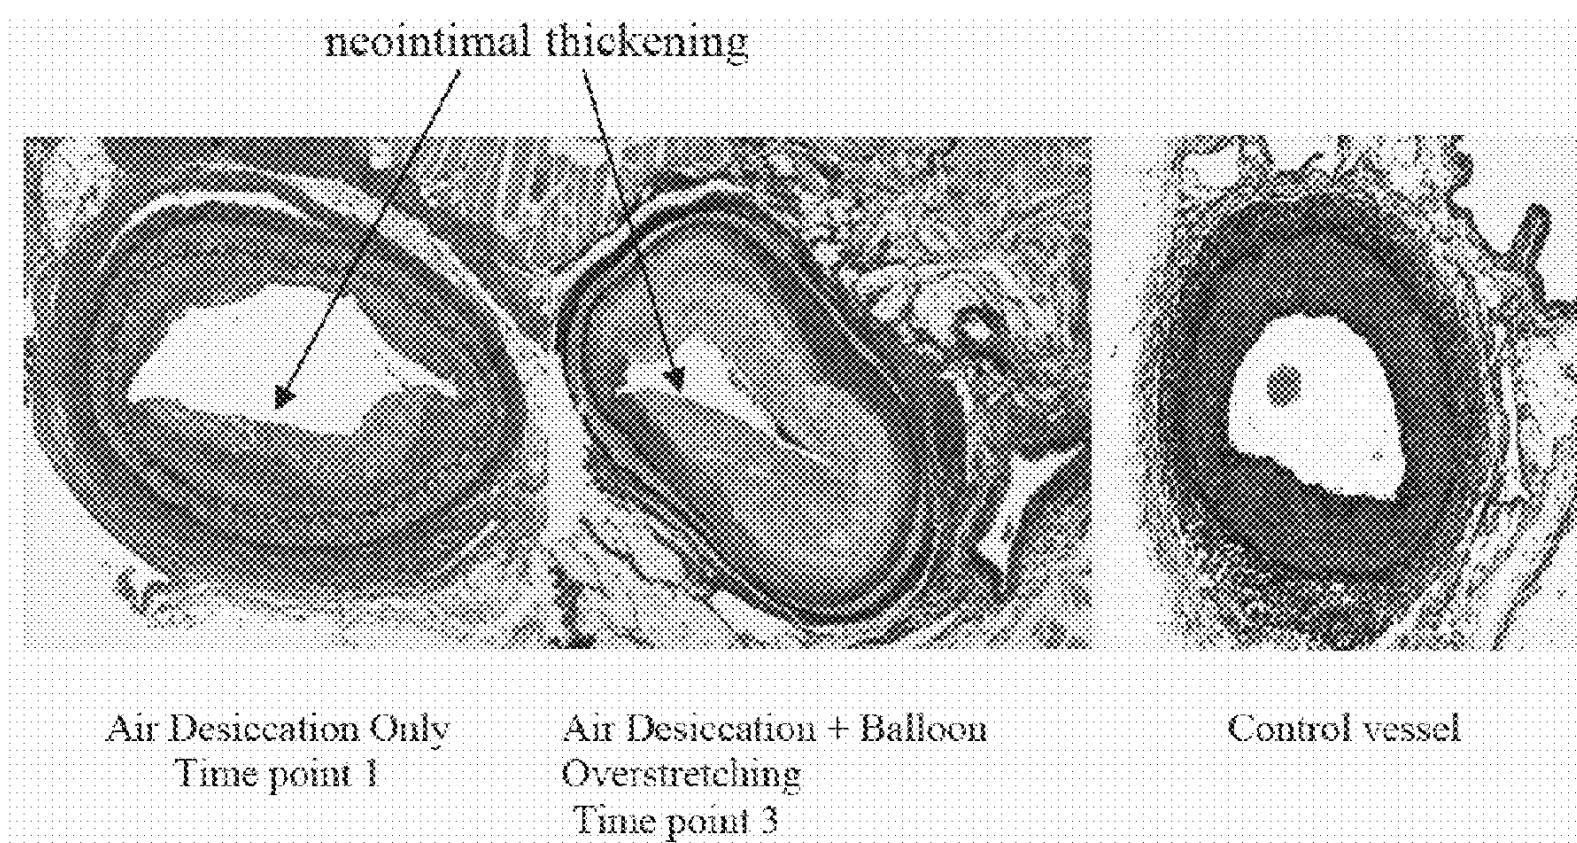 neointimal thickening
Air Desiccation Only
Time point 1
Air Desiccation + Balloon
Overstretching
Time point 3
Control vessel